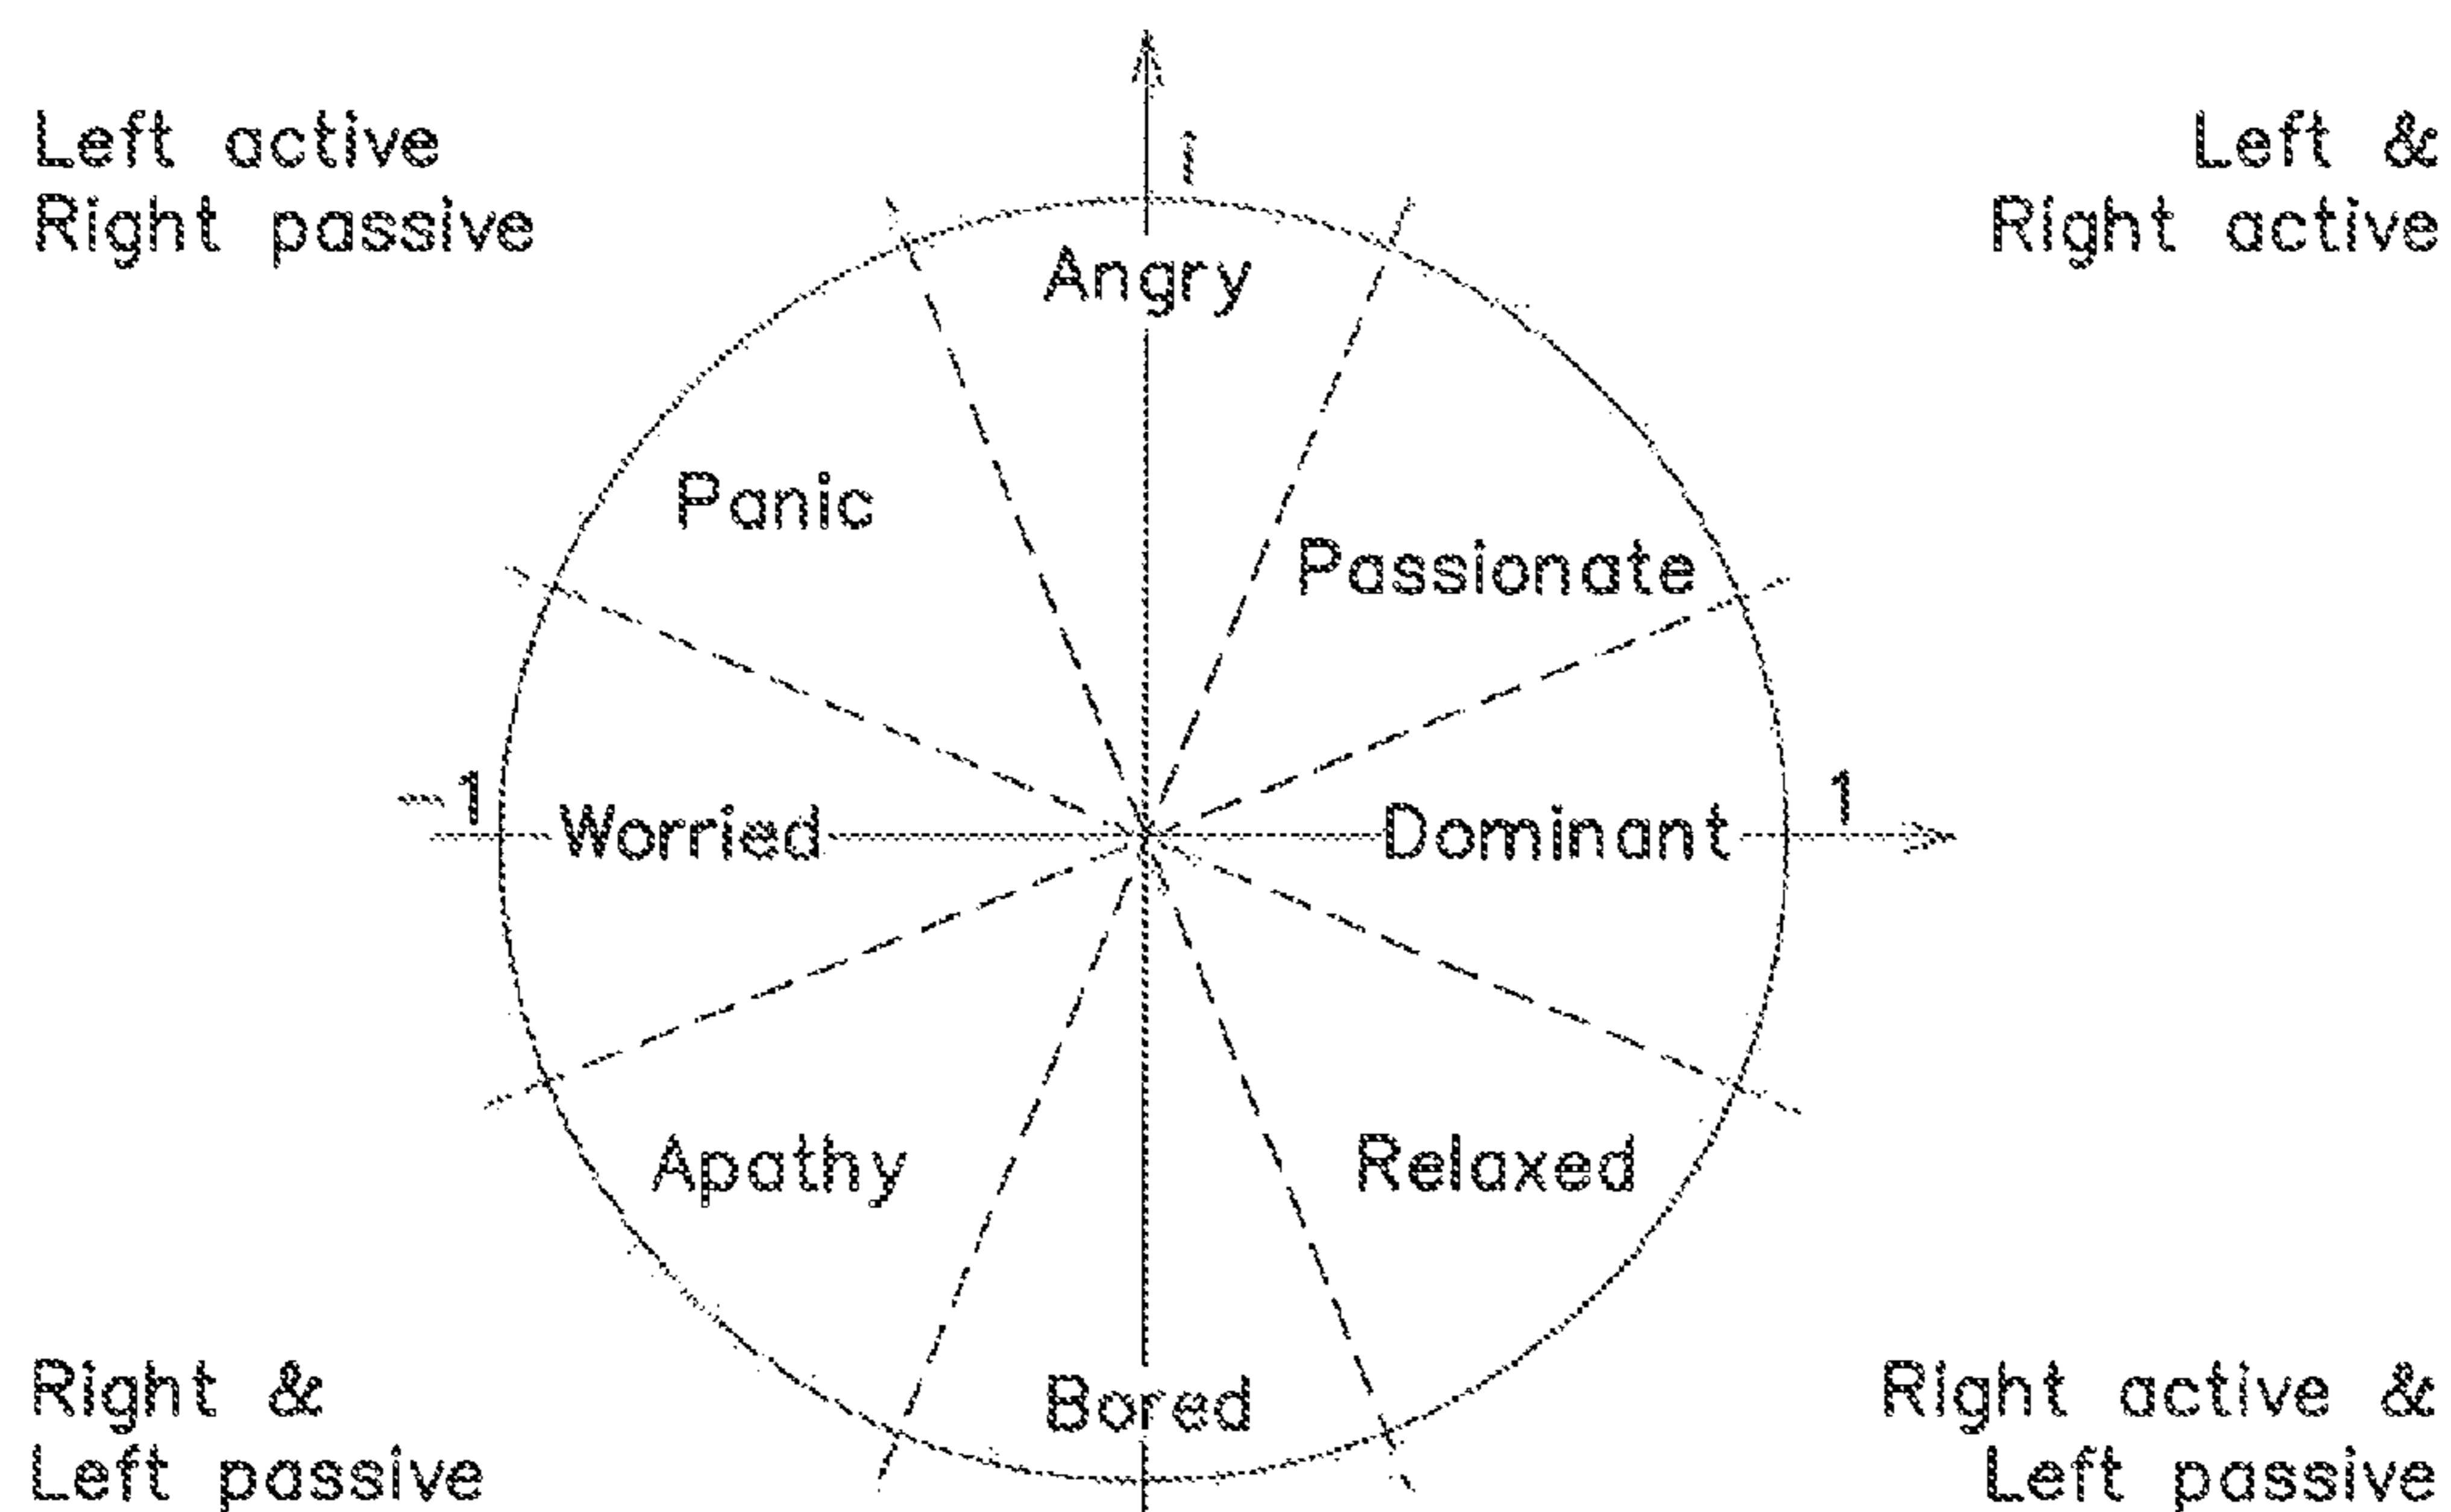 Left active
Right passive
Left &
Right active
1
Angry
Panic
Passionate
-1
Worried
Dominant
1
Apathy
Relaxed
Bored
Right &
Left passive
Right active &
Left passive